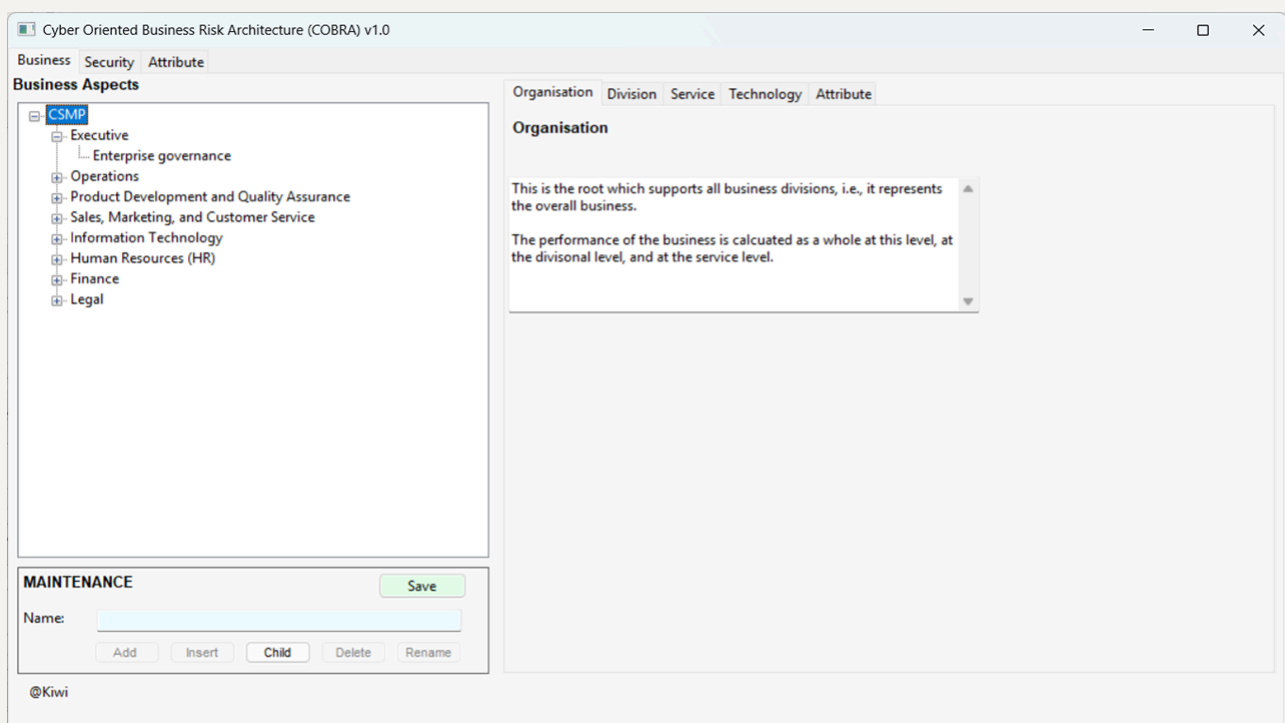 Cyber Oriented Business Risk Architecture (COBRA) v1.0
Business Security Attribute
Business Aspects
CSMP
Executive
Enterprise governance
Operations
Product Development and Quality Assurance
Sales, Marketing, and Customer Service
Information Technology
Human Resources (HR)
Finance
Legal
MAINTENANCE
Save
Name:
Add Insert Child Delete Rename
@Kiwi
Organisation Division Service Technology Attribute
Organisation
This is the root which supports all business divisions, i.e., it represents
the overall business.
The performance of the business is calcuated as a whole at this level, at
the divisonal level, and at the service level.